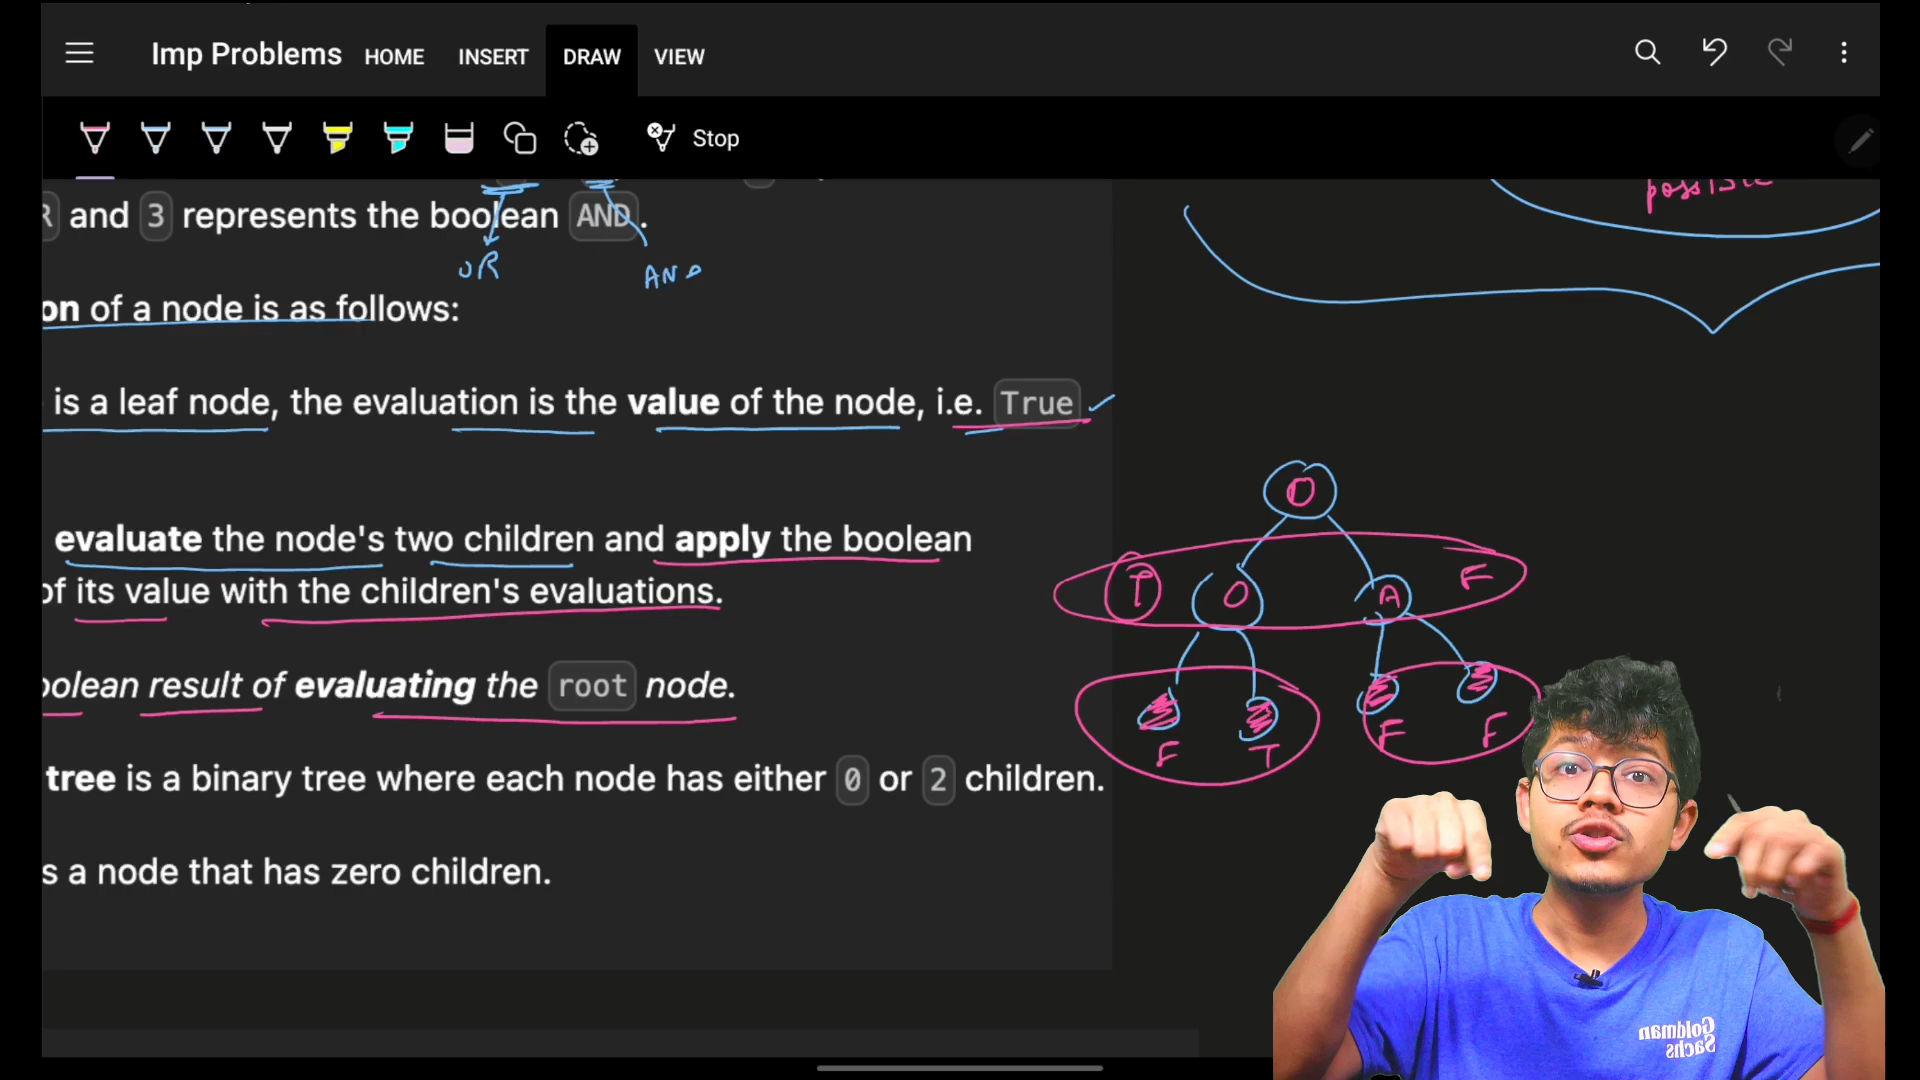 Imp Problems HOME INSERT DRAW VIEW
Stop
R and 3 represents the boolean AND.
OR AND
possible
on of a node is as follows:
is a leaf node, the evaluation is the value of the node, i.e. True
evaluate the node's two children and apply the boolean
of its value with the children's evaluations.
oolean result of evaluating the root node.
tree is a binary tree where each node has either 0 or 2 children.
s a node that has zero children.
O
T O A F
F T F F
Goldman
Sachs